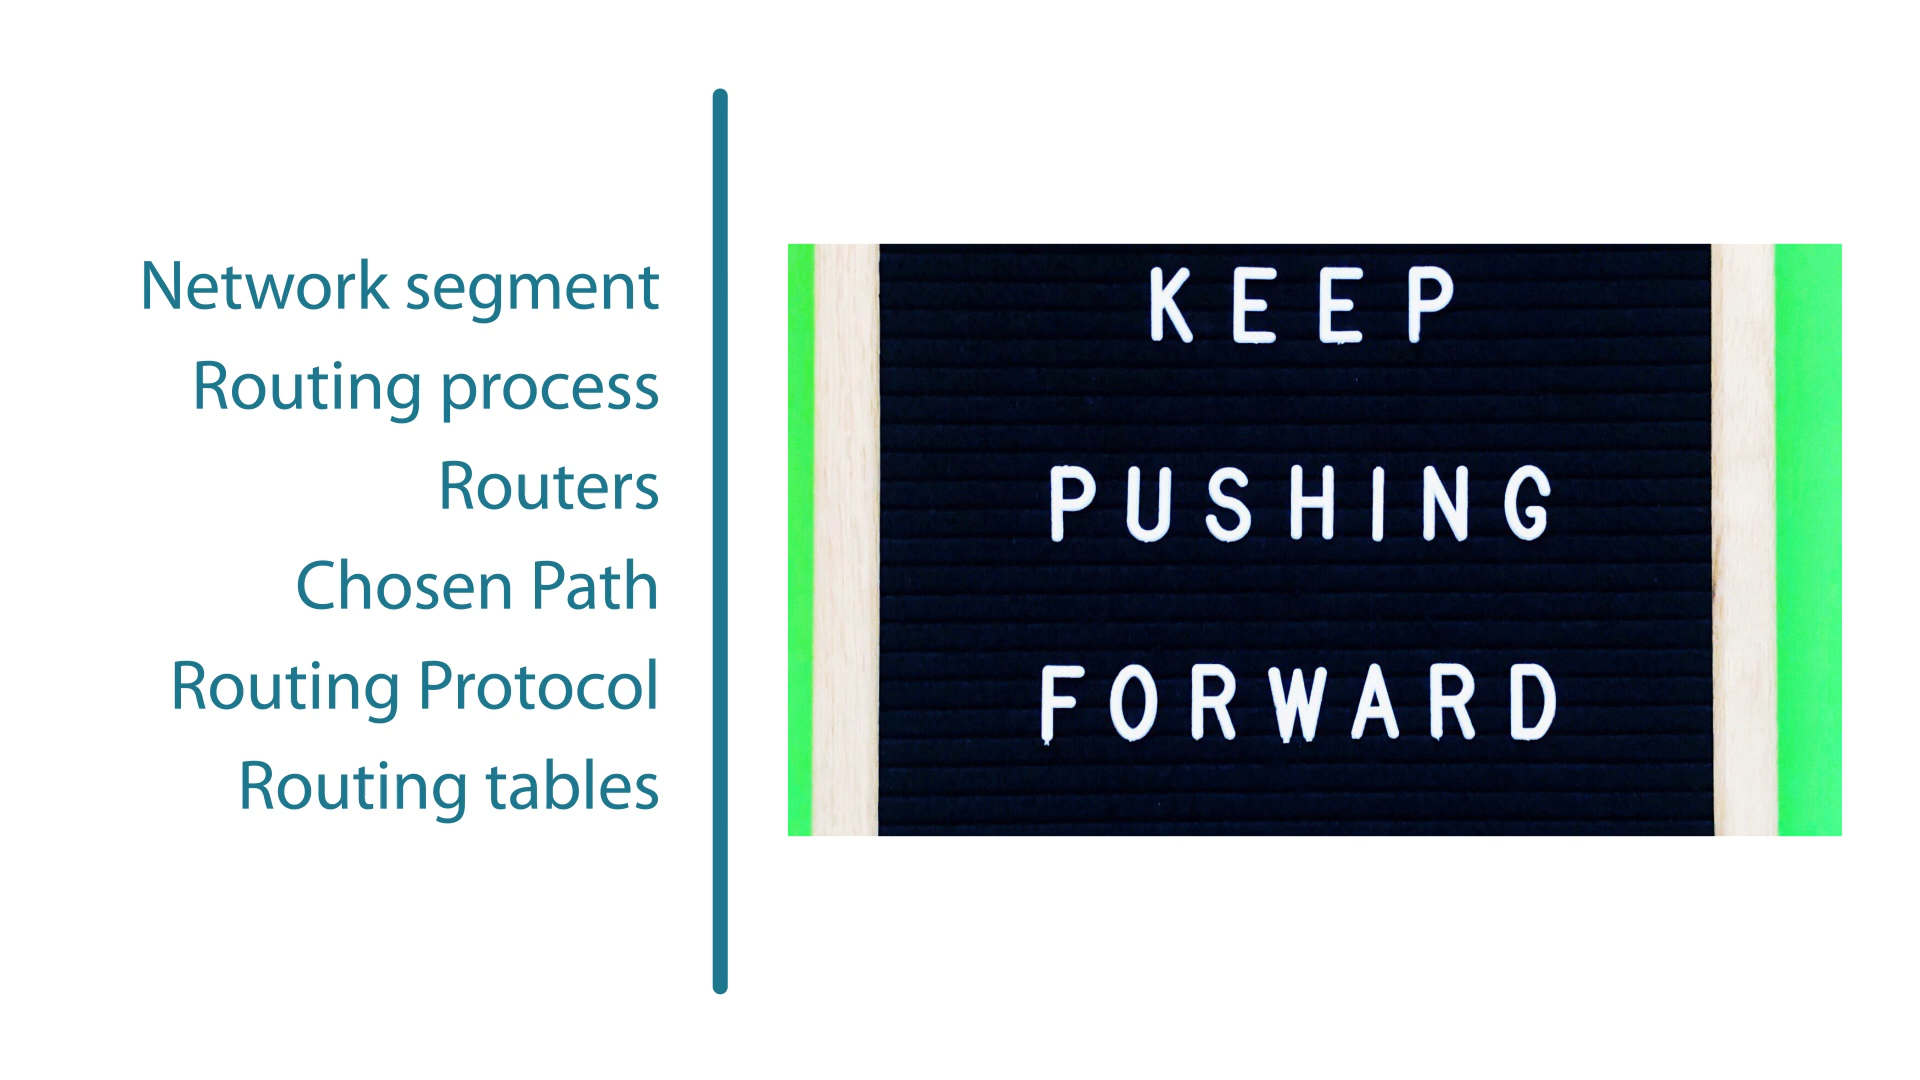 Network segment
Routing process
Routers
Chosen Path
Routing Protocol
Routing tables
KEEP
PUSHING
FORWARD